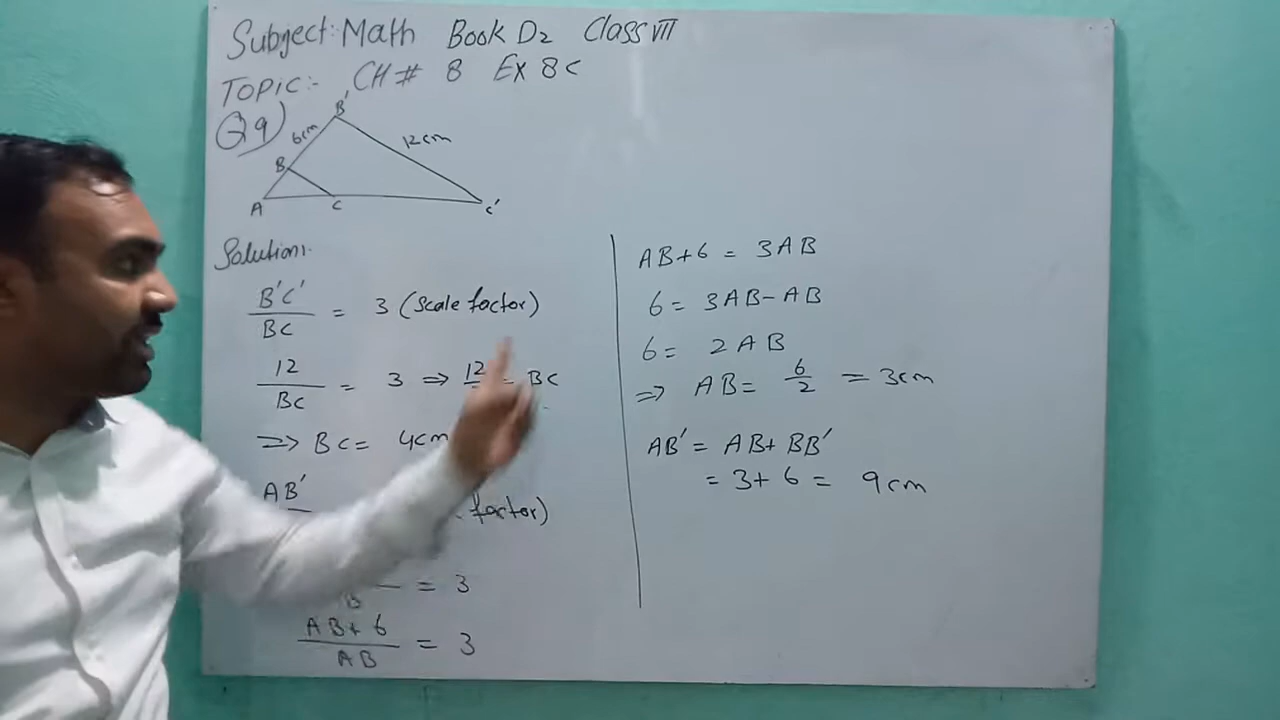 Subject: Math Book D2 Class VII
TOPIC:- CH# 8 Ex 8C
Q9)
B'
6cm
12cm
B
A
C
C'
Solution:
B'C' / BC = 3 (Scale factor)
12 / BC = 3 ⇒ 12 = BC
⇒ BC = 4cm
AB'
factor)
= 3
B
AB+6 / AB = 3
AB+6 = 3AB
6 = 3AB-AB
6 = 2AB
⇒ AB = 6/2 = 3cm
AB' = AB+BB'
= 3+6 = 9cm